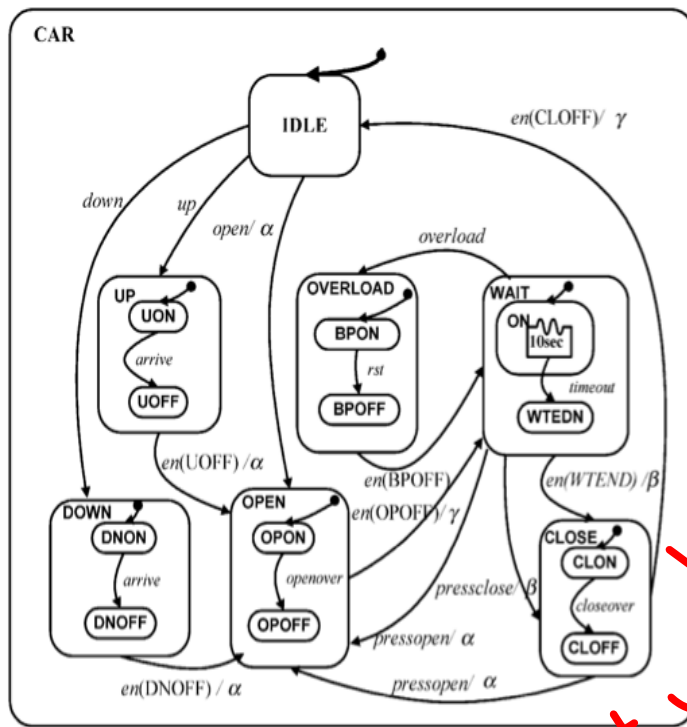 CAR
IDLE
en(CLOFF)/ γ
down
up
open/ α
overload
UP
UON
arrive
UOFF
OVERLOAD
BPON
rst
BPOFF
WAIT
ON
10sec
timeout
WTEDN
en(UOFF) /α
en(BPOFF)
en(WTEND) /β
DOWN
DNON
arrive
DNOFF
OPEN
OPON
openover
OPOFF
en(OPOFF)/ γ
CLOSE
CLON
closeover
CLOFF
pressclose/ β
pressopen/ α
en(DNOFF) / α
pressopen/ α